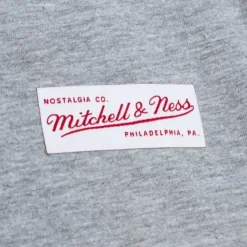 NOSTALGIA CO.
Mitchell & Ness
PHILADELPHIA, PA.